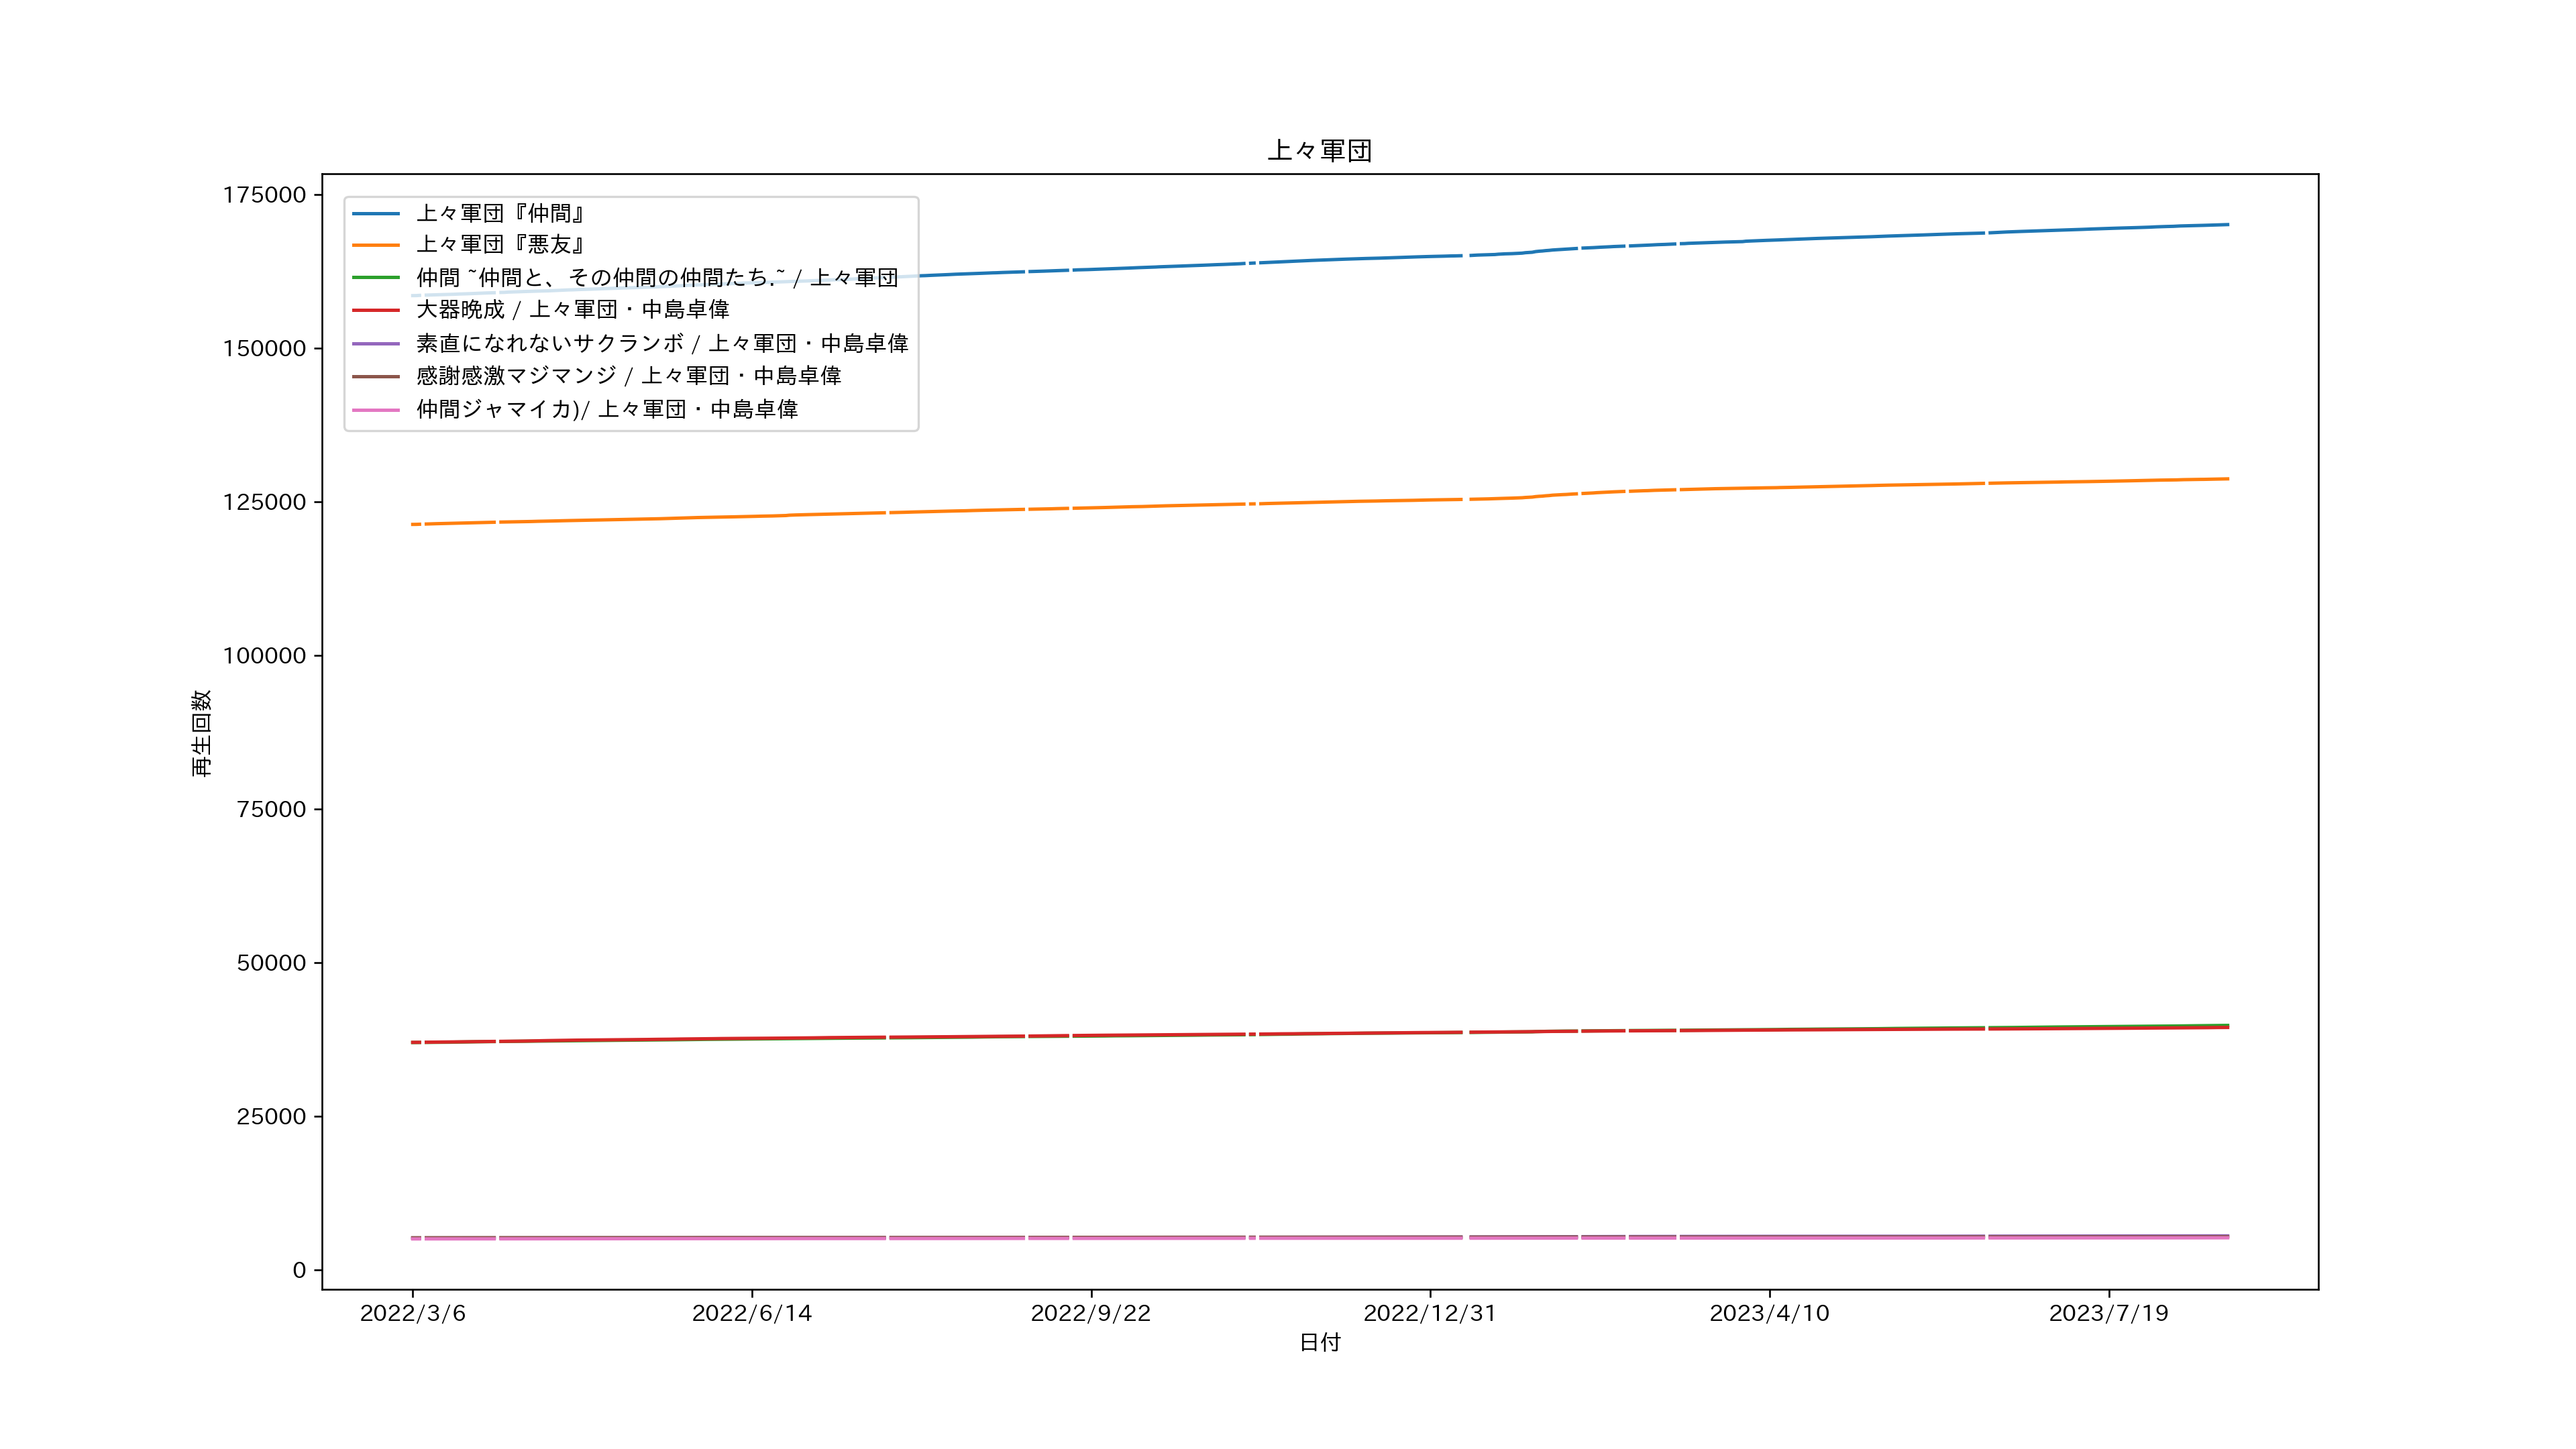 上々軍団
175000
150000
125000
100000
75000
50000
25000
0
再生回数
上々軍団『仲間』
上々軍団『悪友』
仲間 ~仲間と、その仲間の仲間たち.~ / 上々軍団
大器晩成 / 上々軍団・中島卓偉
素直になれないサクランボ / 上々軍団・中島卓偉
感謝感激マジマンジ / 上々軍団・中島卓偉
仲間ジャマイカ)/ 上々軍団・中島卓偉
2022/3/6
2022/6/14
2022/9/22
2022/12/31
2023/4/10
2023/7/19
日付